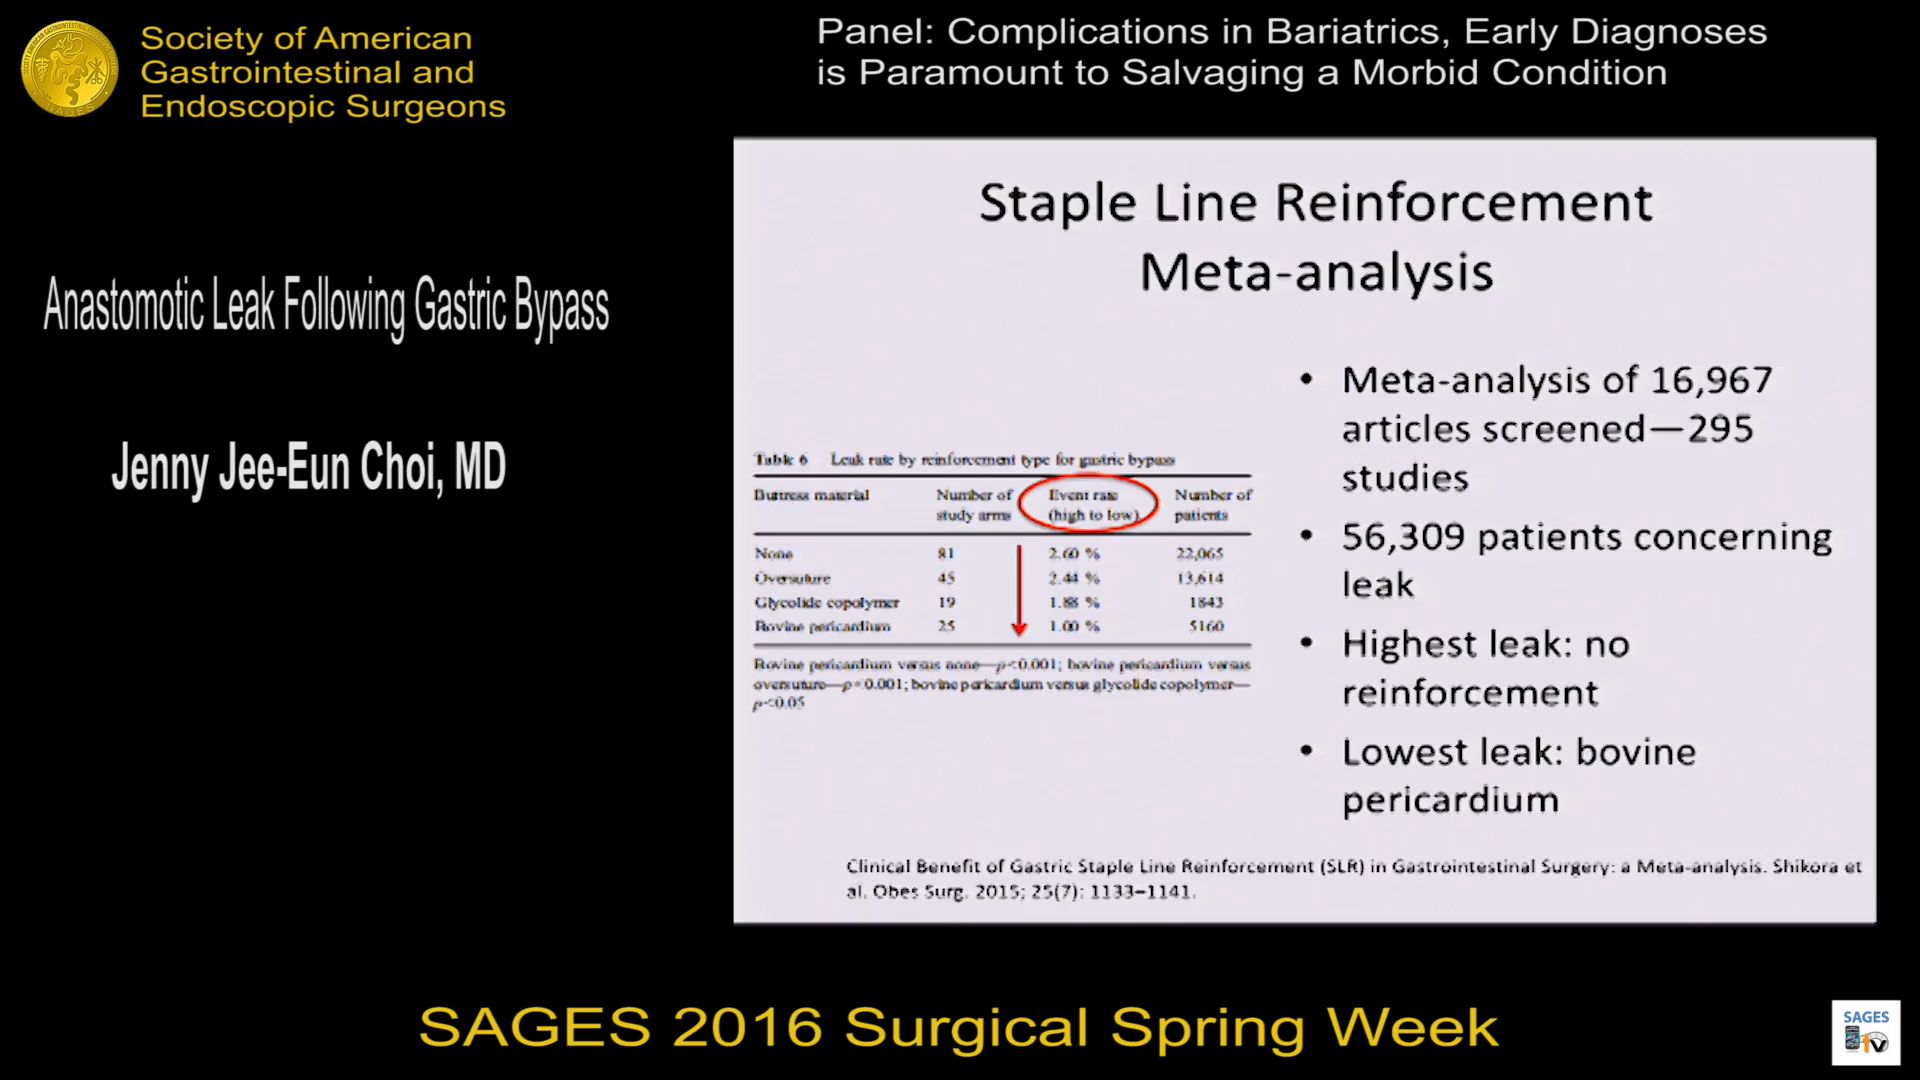 Society of American
Gastrointestinal and
Endoscopic Surgeons
Panel: Complications in Bariatrics, Early Diagnoses
is Paramount to Salvaging a Morbid Condition
Anastomotic Leak Following Gastric Bypass
Jenny Jee-Eun Choi, MD
Staple Line Reinforcement
Meta-analysis
Table 6 Leak rate by reinforcement type for gastric bypass
Buttress material Number of study arms Event rate (high to low) Number of patients
None 81 2.60 % 22,065
Oversuture 45 2.44 % 13,614
Glycolide copolymer 19 1.88 % 1843
Bovine pericardium 25 1.00 % 5160
Bovine pericardium versus none—p<0.001; bovine pericardium versus
oversuture—p<0.001; bovine pericardium versus glycolide copolymer—
p<0.05
• Meta-analysis of 16,967
articles screened—295
studies
• 56,309 patients concerning
leak
• Highest leak: no
reinforcement
• Lowest leak: bovine
pericardium
Clinical Benefit of Gastric Staple Line Reinforcement (SLR) in Gastrointestinal Surgery: a Meta-analysis. Shikora et
al. Obes Surg. 2015; 25(7): 1133–1141.
SAGES 2016 Surgical Spring Week
SAGES
TV